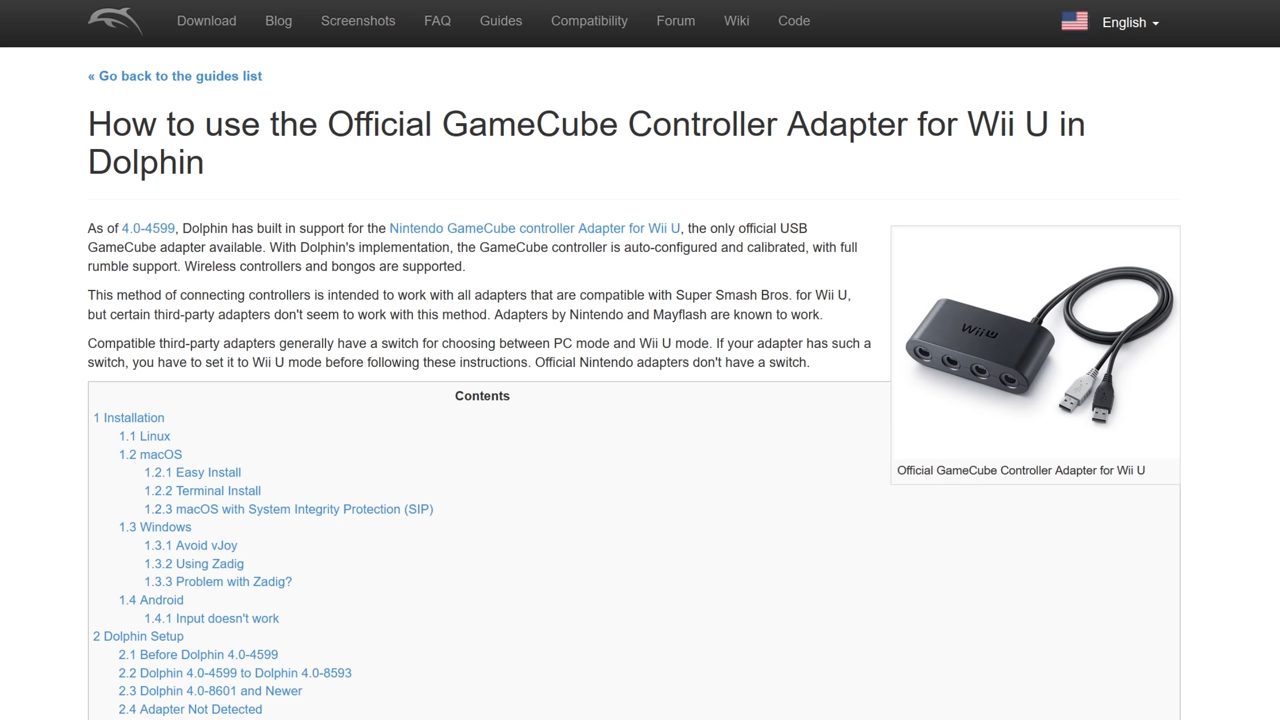 Download Blog Screenshots FAQ Guides Compatibility Forum Wiki Code English
« Go back to the guides list
How to use the Official GameCube Controller Adapter for Wii U in
Dolphin
As of 4.0-4599, Dolphin has built in support for the Nintendo GameCube controller Adapter for Wii U, the only official USB
GameCube adapter available. With Dolphin's implementation, the GameCube controller is auto-configured and calibrated, with full
rumble support. Wireless controllers and bongos are supported.
This method of connecting controllers is intended to work with all adapters that are compatible with Super Smash Bros. for Wii U,
but certain third-party adapters don't seem to work with this method. Adapters by Nintendo and Mayflash are known to work.
Compatible third-party adapters generally have a switch for choosing between PC mode and Wii U mode. If your adapter has such a
switch, you have to set it to Wii U mode before following these instructions. Official Nintendo adapters don't have a switch.
WiiU
Official GameCube Controller Adapter for Wii U
Contents
1 Installation
1.1 Linux
1.2 macOS
1.2.1 Easy Install
1.2.2 Terminal Install
1.2.3 macOS with System Integrity Protection (SIP)
1.3 Windows
1.3.1 Avoid vJoy
1.3.2 Using Zadig
1.3.3 Problem with Zadig?
1.4 Android
1.4.1 Input doesn't work
2 Dolphin Setup
2.1 Before Dolphin 4.0-4599
2.2 Dolphin 4.0-4599 to Dolphin 4.0-8593
2.3 Dolphin 4.0-8601 and Newer
2.4 Adapter Not Detected